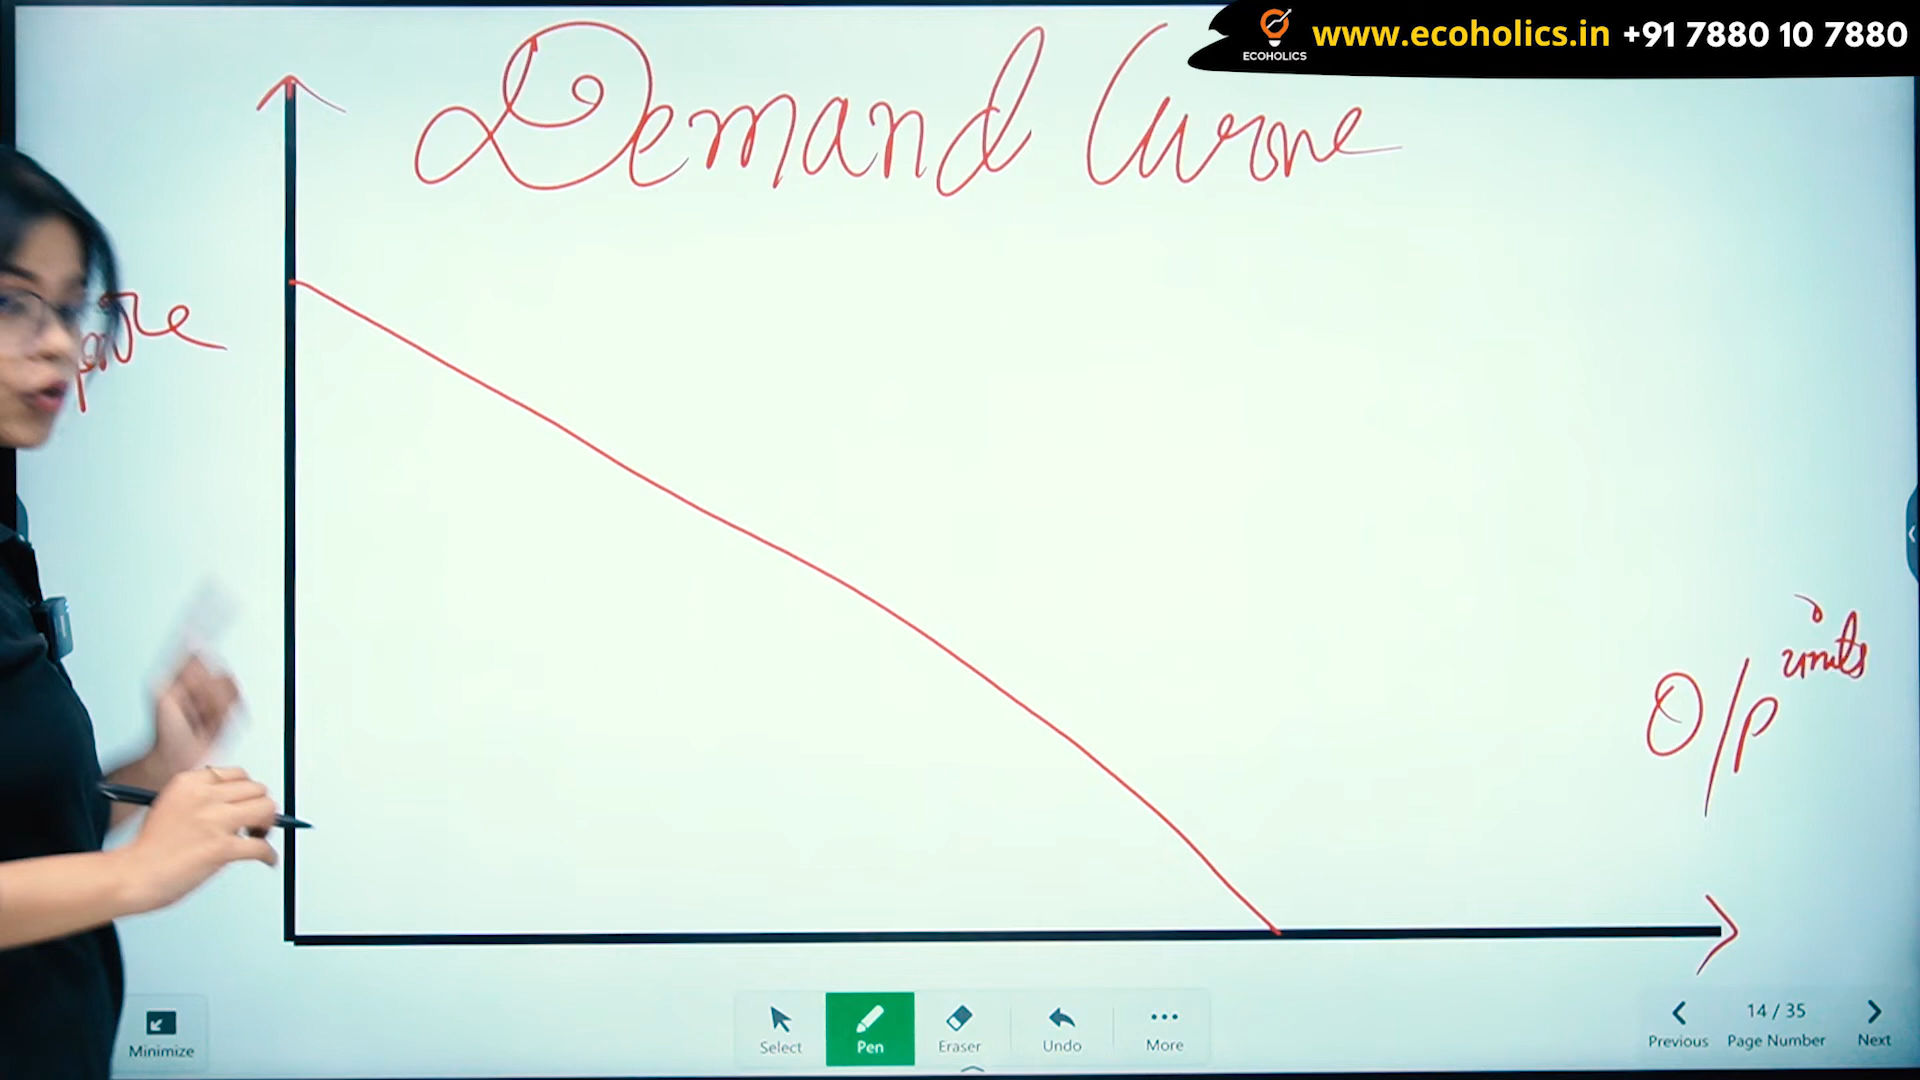 ECOHOLICS
www.ecoholics.in +91 7880 10 7880
Demand Curve
units
O/P
Minimize
Select
Pen
Eraser
Undo
More
Previous
14 / 35
Page Number
Next